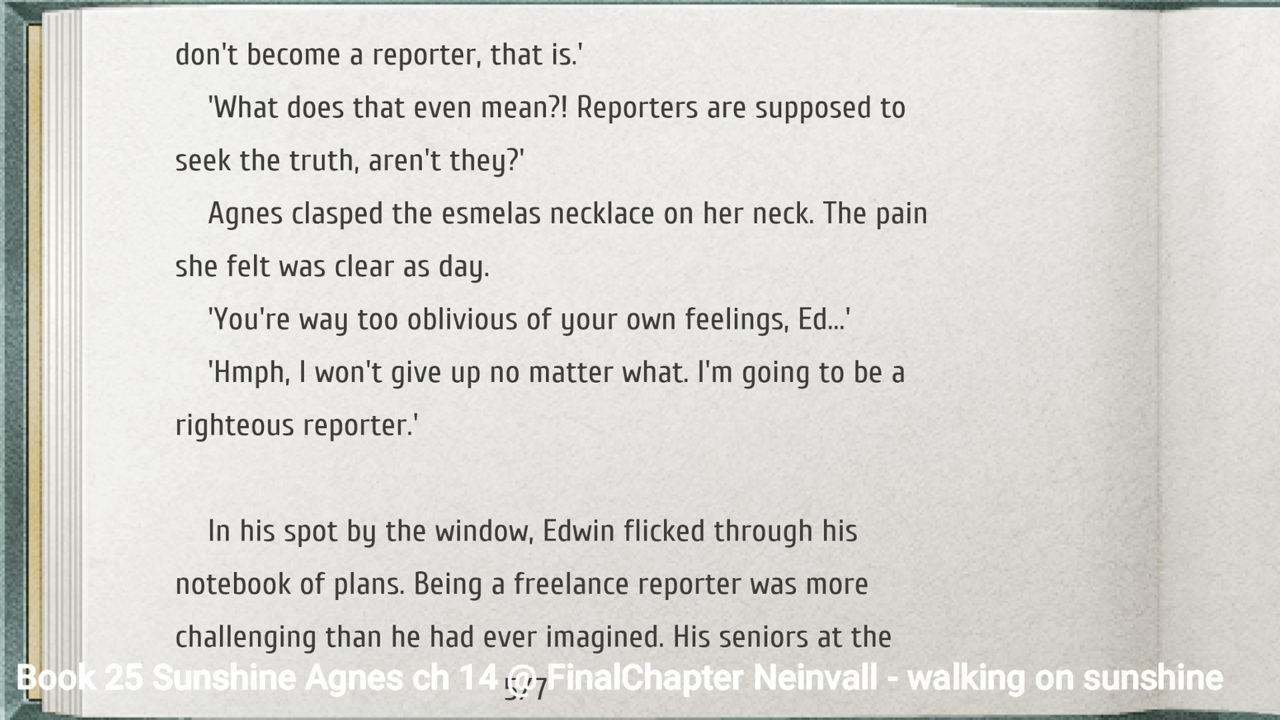 don't become a reporter, that is.'
'What does that even mean?! Reporters are supposed to
seek the truth, aren't they?'
Agnes clasped the esmelas necklace on her neck. The pain
she felt was clear as day.
'You're way too oblivious of your own feelings, Ed...'
'Hmph, I won't give up no matter what. I'm going to be a
righteous reporter.'
In his spot by the window, Edwin flicked through his
notebook of plans. Being a freelance reporter was more
challenging than he had ever imagined. His seniors at the
Book 25 Sunshine Agnes ch 14 @ FinalChapter Neinvall - walking on sunshine